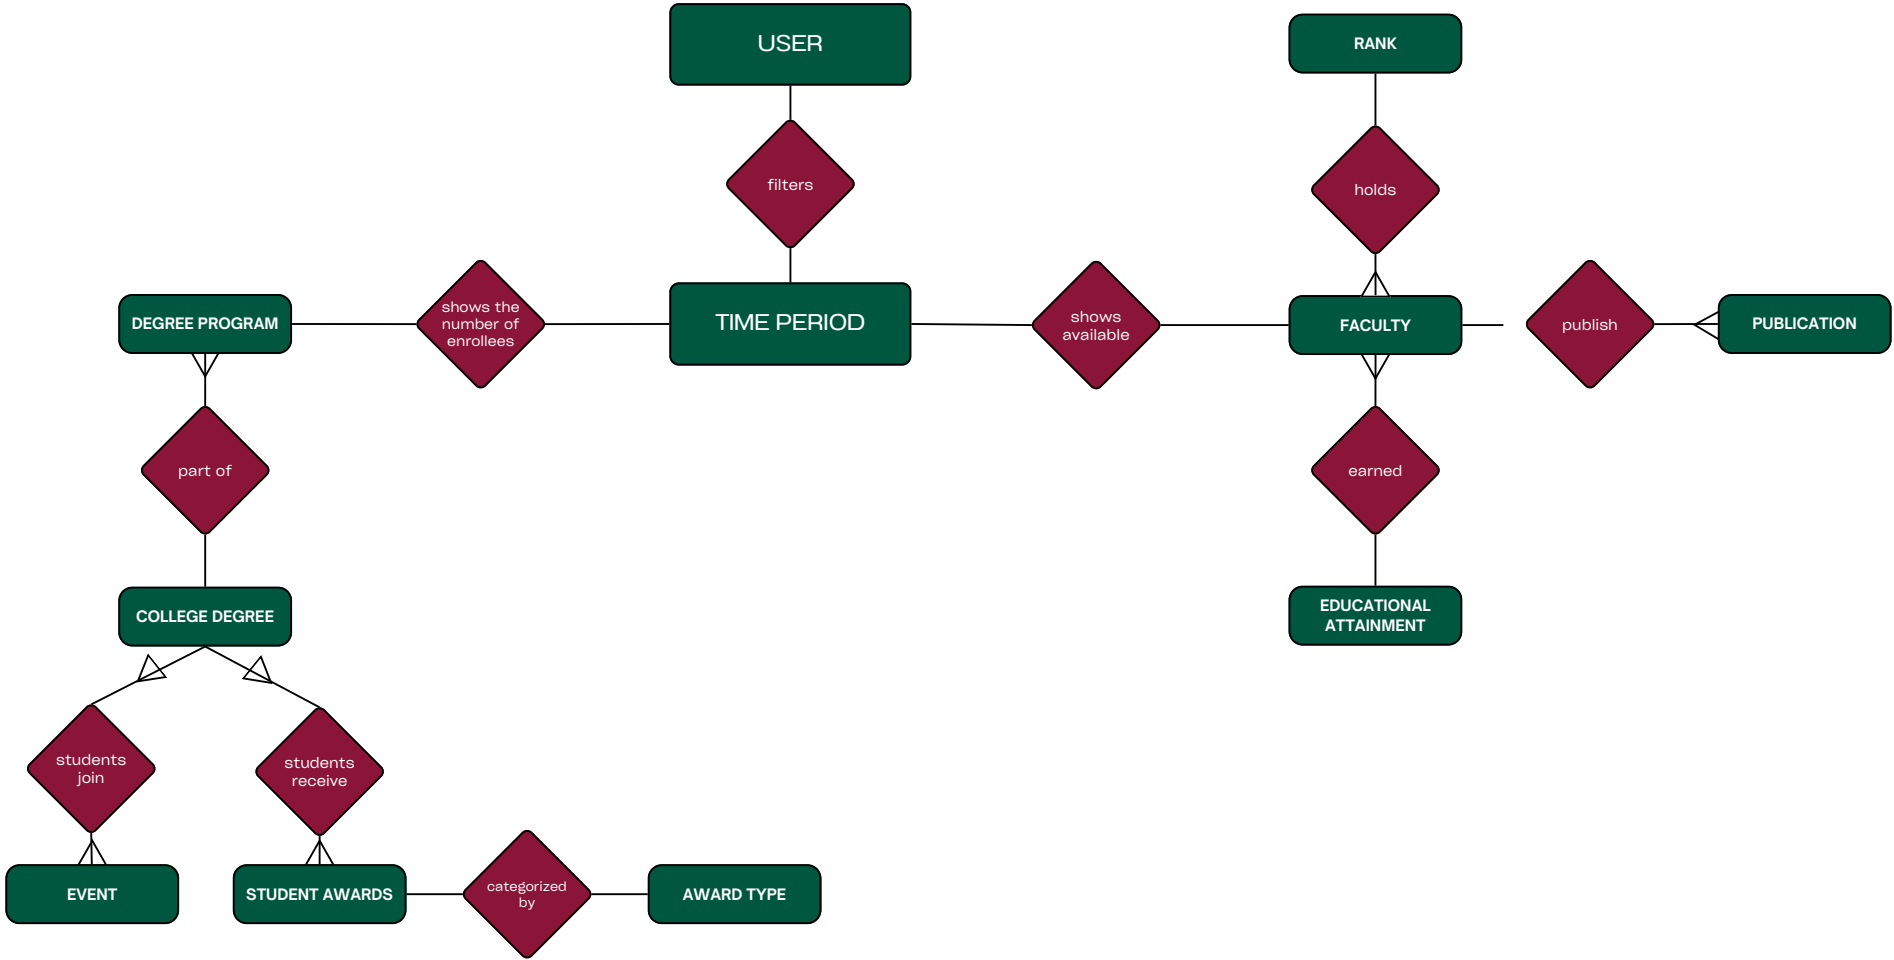 USER
RANK
filters
holds
DEGREE PROGRAM
shows the
number of
enrollees
TIME PERIOD
shows
available
FACULTY
publish
PUBLICATION
part of
earned
COLLEGE DEGREE
EDUCATIONAL
ATTAINMENT
students
join
students
receive
EVENT
STUDENT AWARDS
categorized
by
AWARD TYPE